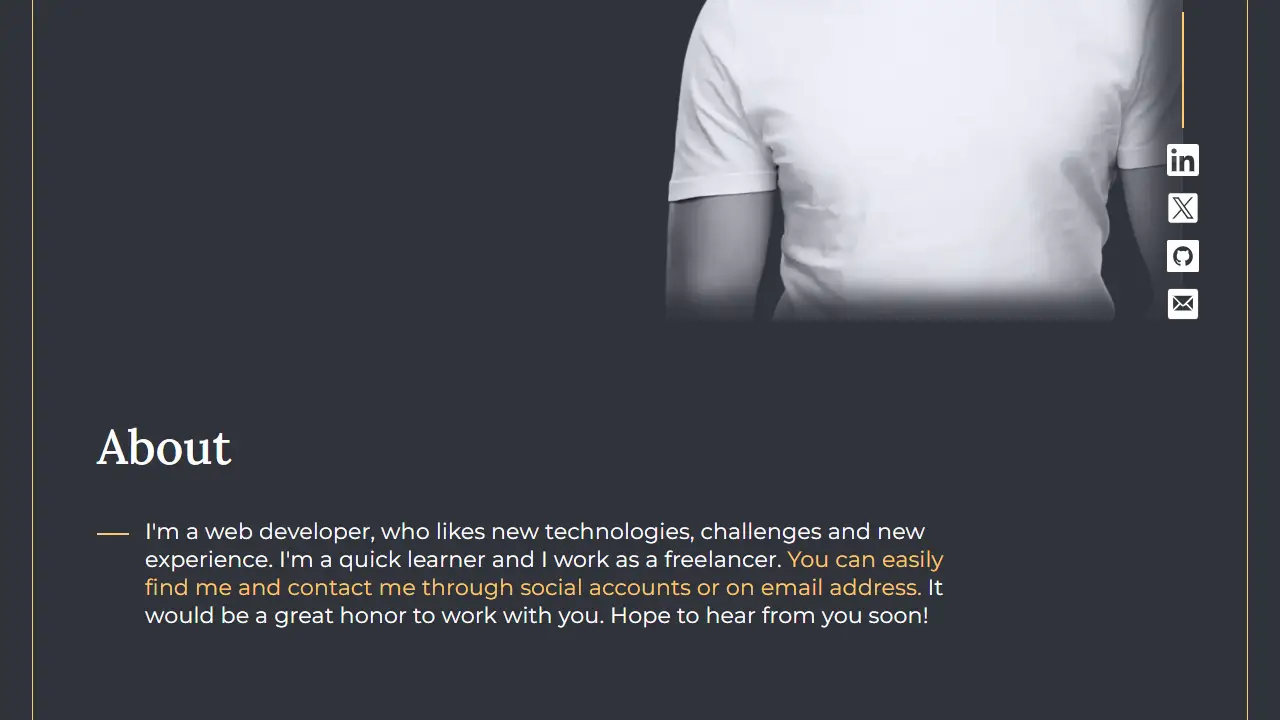 in
X
About
I'm a web developer, who likes new technologies, challenges and new
experience. I'm a quick learner and I work as a freelancer. You can easily
find me and contact me through social accounts or on email address. It
would be a great honor to work with you. Hope to hear from you soon!